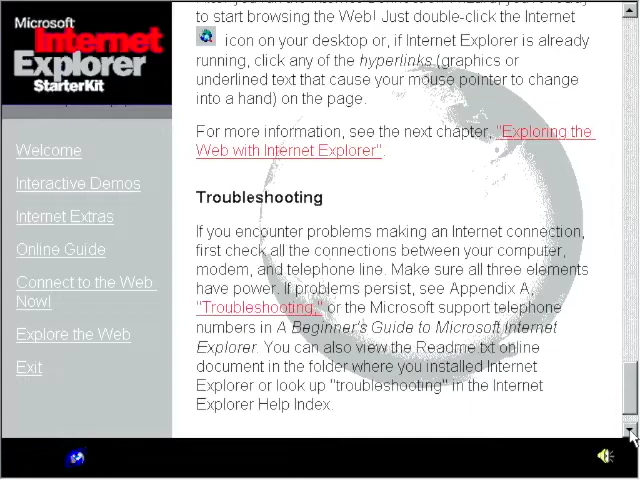 Microsoft
Internet
Explorer
StarterKit
Welcome
Interactive Demos
Internet Extras
Online Guide
Connect to the Web
Now!
Explore the Web
Exit
to start browsing the Web! Just double-click the Internet
icon on your desktop or, if Internet Explorer is already
running, click any of the hyperlinks (graphics or
underlined text that cause your mouse pointer to change
into a hand) on the page.
For more information, see the next chapter, "Exploring the
Web with Internet Explorer".
Troubleshooting
If you encounter problems making an Internet connection,
first check all the connections between your computer,
modem, and telephone line. Make sure all three elements
have power. If problems persist, see Appendix A,
"Troubleshooting," or the Microsoft support telephone
numbers in A Beginner's Guide to Microsoft Internet
Explorer. You can also view the Readme.txt online
document in the folder where you installed Internet
Explorer or look up "troubleshooting" in the Internet
Explorer Help Index.